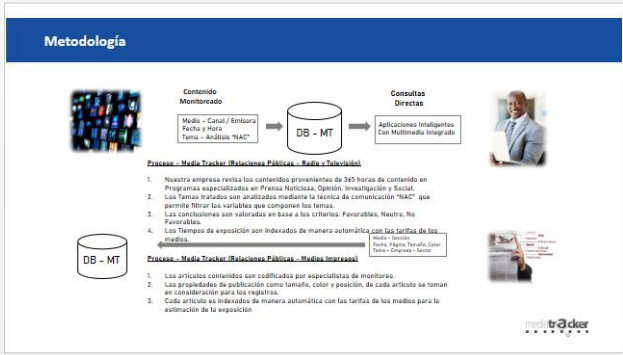 Metodología
Contenido
Monitoreado
Consultas
Directas
Medio – Canal / Emisora
Fecha y Hora
Tema – Análisis "NAC"
DB - MT
Aplicaciones Inteligentes
Con Multimedia Integrado
Proceso – Media Tracker (Relaciones Públicas – Radio y Televisión):
1. Nuestra empresa revisa los contenidos provenientes de 365 horas de contenido en
Programas especializados en Prensa Noticiosa, Opinión, Investigación y Social.
2. Los Temas tratados son analizados mediante la técnica de comunicación "NAC" que
permite filtrar las variables que componen los temas.
3. Las conclusiones son valoradas en base a los criterios: Favorables, Neutro, No
Favorables.
4. Los Tiempos de exposición son Indexados de manera automática con las tarifas de los
medios.
Medio – Sección
Fecha, Página, Tamaño, Color
Tema – Empresa - Sector
DB - MT
Proceso – Media Tracker (Relaciones Públicas – Medios Impresos):
1. Los artículos contenidos son codificados por especialistas de monitoreo.
2. Las propiedades de publicación como tamaño, color y posición, de cada artículo se toman
en consideración para los registros.
3. Cada artículo es indexados de manera automática con las tarifas de los medios para la
estimación de la exposición
mediatracker